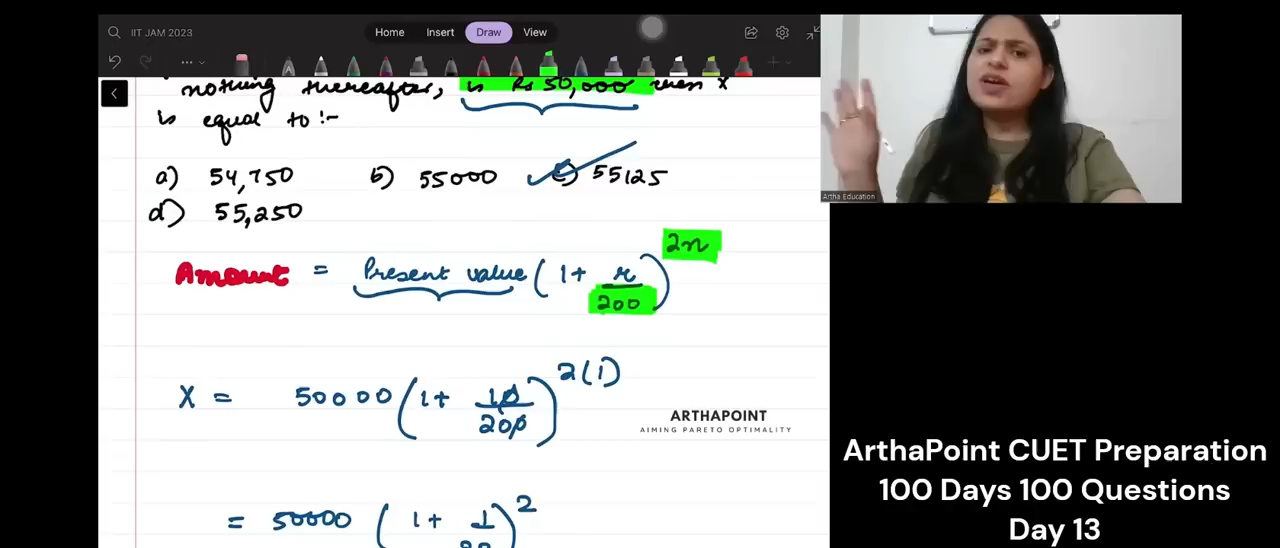 IIT JAM 2023
Home Insert Draw View
nothing thereafter, is Rs 50,000 then x
is equal to :-
a) 54,750 b) 55000 c) 55125
d) 55,250
Amount = Present value (1 + r/200)^2n
X = 50000 (1 + 10/200)^2(1)
= 50000 (1 + 1/20)^2
ARTHAPOINT
AIMING PARETO OPTIMALITY
Artha Education
ArthaPoint CUET Preparation
100 Days 100 Questions
Day 13